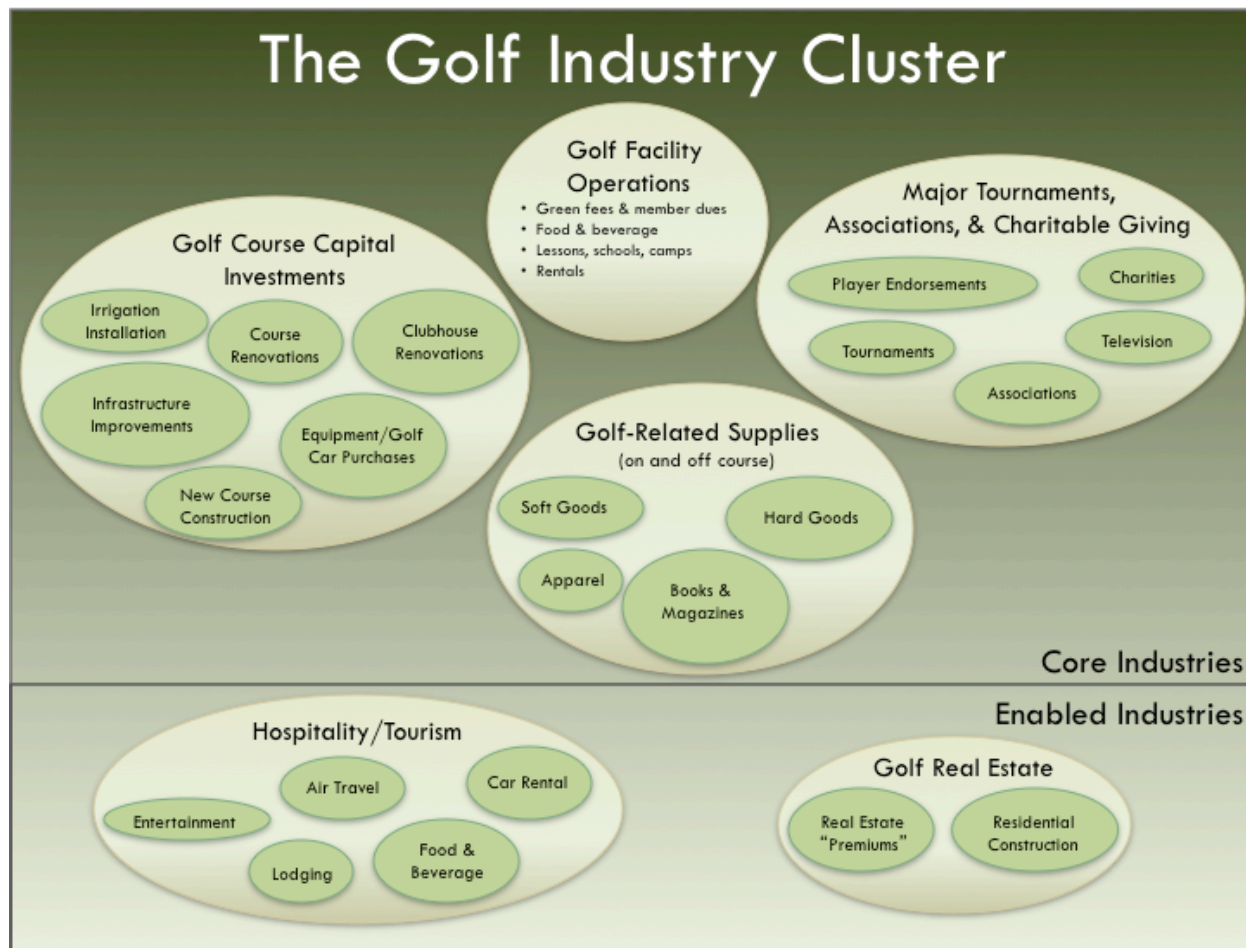 The Golf Industry Cluster
Golf Facility
Operations
• Green fees & member dues
• Food & beverage
• Lessons, schools, camps
• Rentals
Major Tournaments,
Associations, & Charitable Giving
Player Endorsements
Charities
Tournaments
Television
Associations
Golf Course Capital
Investments
Irrigation
Installation
Course
Renovations
Clubhouse
Renovations
Infrastructure
Improvements
Equipment/Golf
Car Purchases
New Course
Construction
Golf-Related Supplies
(on and off course)
Soft Goods
Hard Goods
Apparel
Books &
Magazines
Core Industries
Enabled Industries
Hospitality/Tourism
Air Travel
Car Rental
Entertainment
Lodging
Food &
Beverage
Golf Real Estate
Real Estate
“Premiums”
Residential
Construction